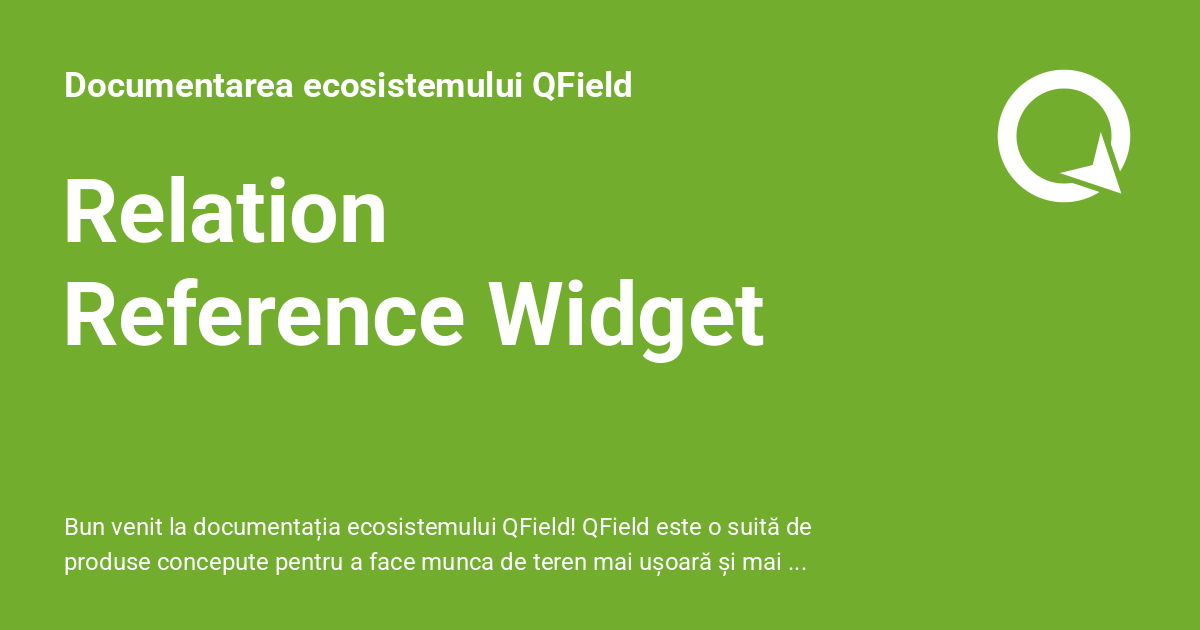 Documentarea ecosistemului QField
Relation
Reference Widget
Bun venit la documentația ecosistemului QField! QField este o suită de
produse concepute pentru a face munca de teren mai ușoară și mai ...